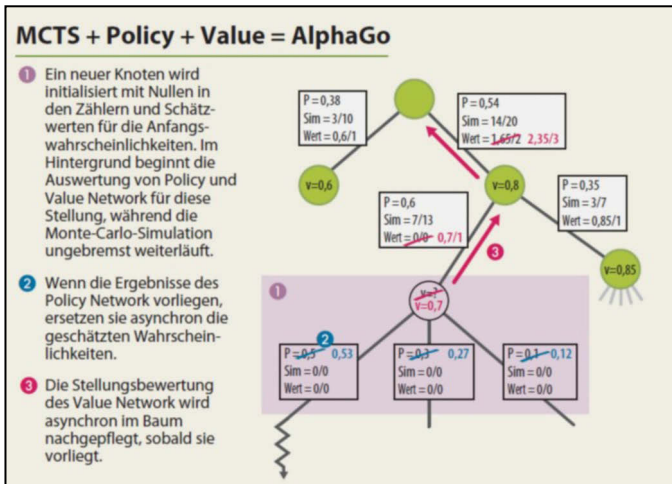 MCTS + Policy + Value = AlphaGo
1 Ein neuer Knoten wird
initialisiert mit Nullen in
den Zählern und Schätz-
werten für die Anfangs-
wahrscheinlichkeiten. Im
Hintergrund beginnt die
Auswertung von Policy und
Value Network für diese
Stellung, während die
Monte-Carlo-Simulation
ungebremst weiterläuft.
2 Wenn die Ergebnisse des
Policy Network vorliegen,
ersetzen sie asynchron die
geschätzten Wahrschein-
lichkeiten.
3 Die Stellungsbewertung
des Value Network wird
asynchron im Baum
nachgepflegt, sobald sie
vorliegt.
P = 0,38
Sim = 3/10
Wert = 0,6/1
P = 0,54
Sim = 14/20
Wert = 1,65/2 2,35/3
v=0,6
v=0,8
P = 0,6
Sim = 7/13
Wert = 0/0 0,7/1
P = 0,35
Sim = 3/7
Wert = 0,85/1
3
v=0,85
1
v=?
v=0,7
2
P = 0,5 0,53
Sim = 0/0
Wert = 0/0
P = 0,3 0,27
Sim = 0/0
Wert = 0/0
P = 0,1 0,12
Sim = 0/0
Wert = 0/0